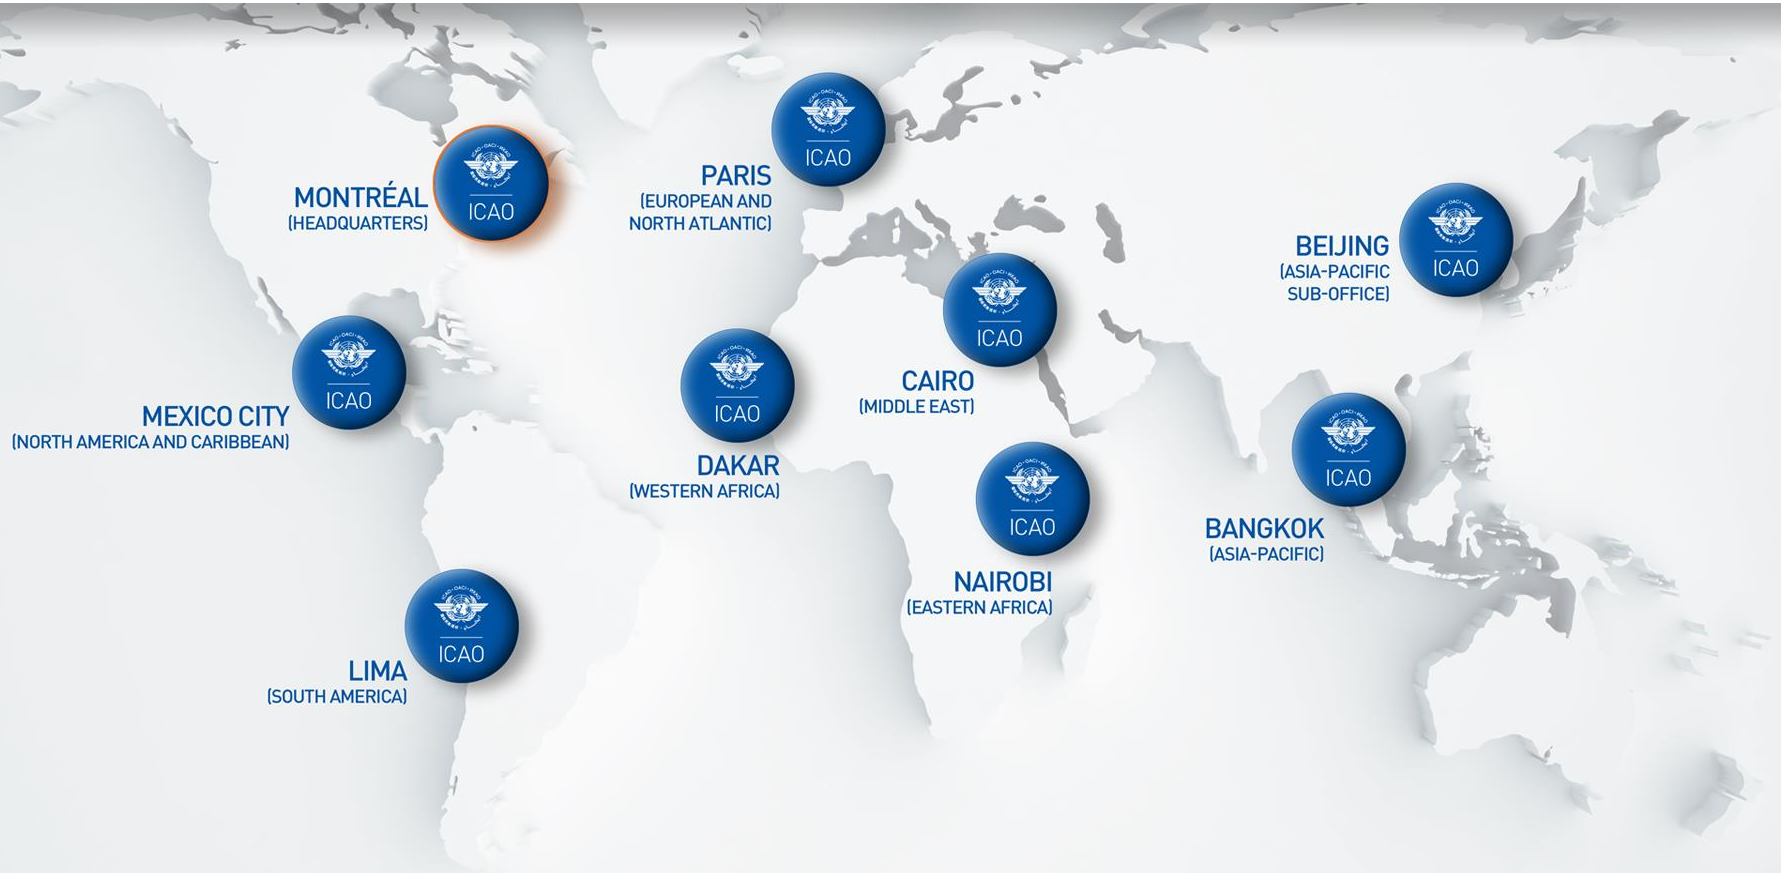 ICAO
MONTRÉAL
(HEADQUARTERS)
ICAO
PARIS
(EUROPEAN AND
NORTH ATLANTIC)
ICAO
BEIJING
(ASIA-PACIFIC
SUB-OFFICE)
ICAO
MEXICO CITY
(NORTH AMERICA AND CARIBBEAN)
ICAO
DAKAR
(WESTERN AFRICA)
ICAO
CAIRO
(MIDDLE EAST)
ICAO
NAIROBI
(EASTERN AFRICA)
ICAO
BANGKOK
(ASIA-PACIFIC)
ICAO
LIMA
(SOUTH AMERICA)